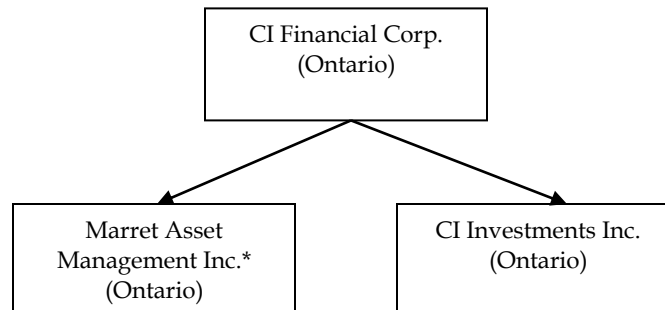 CI Financial Corp.
(Ontario)
Marret Asset
Management Inc.*
(Ontario)
CI Investments Inc.
(Ontario)